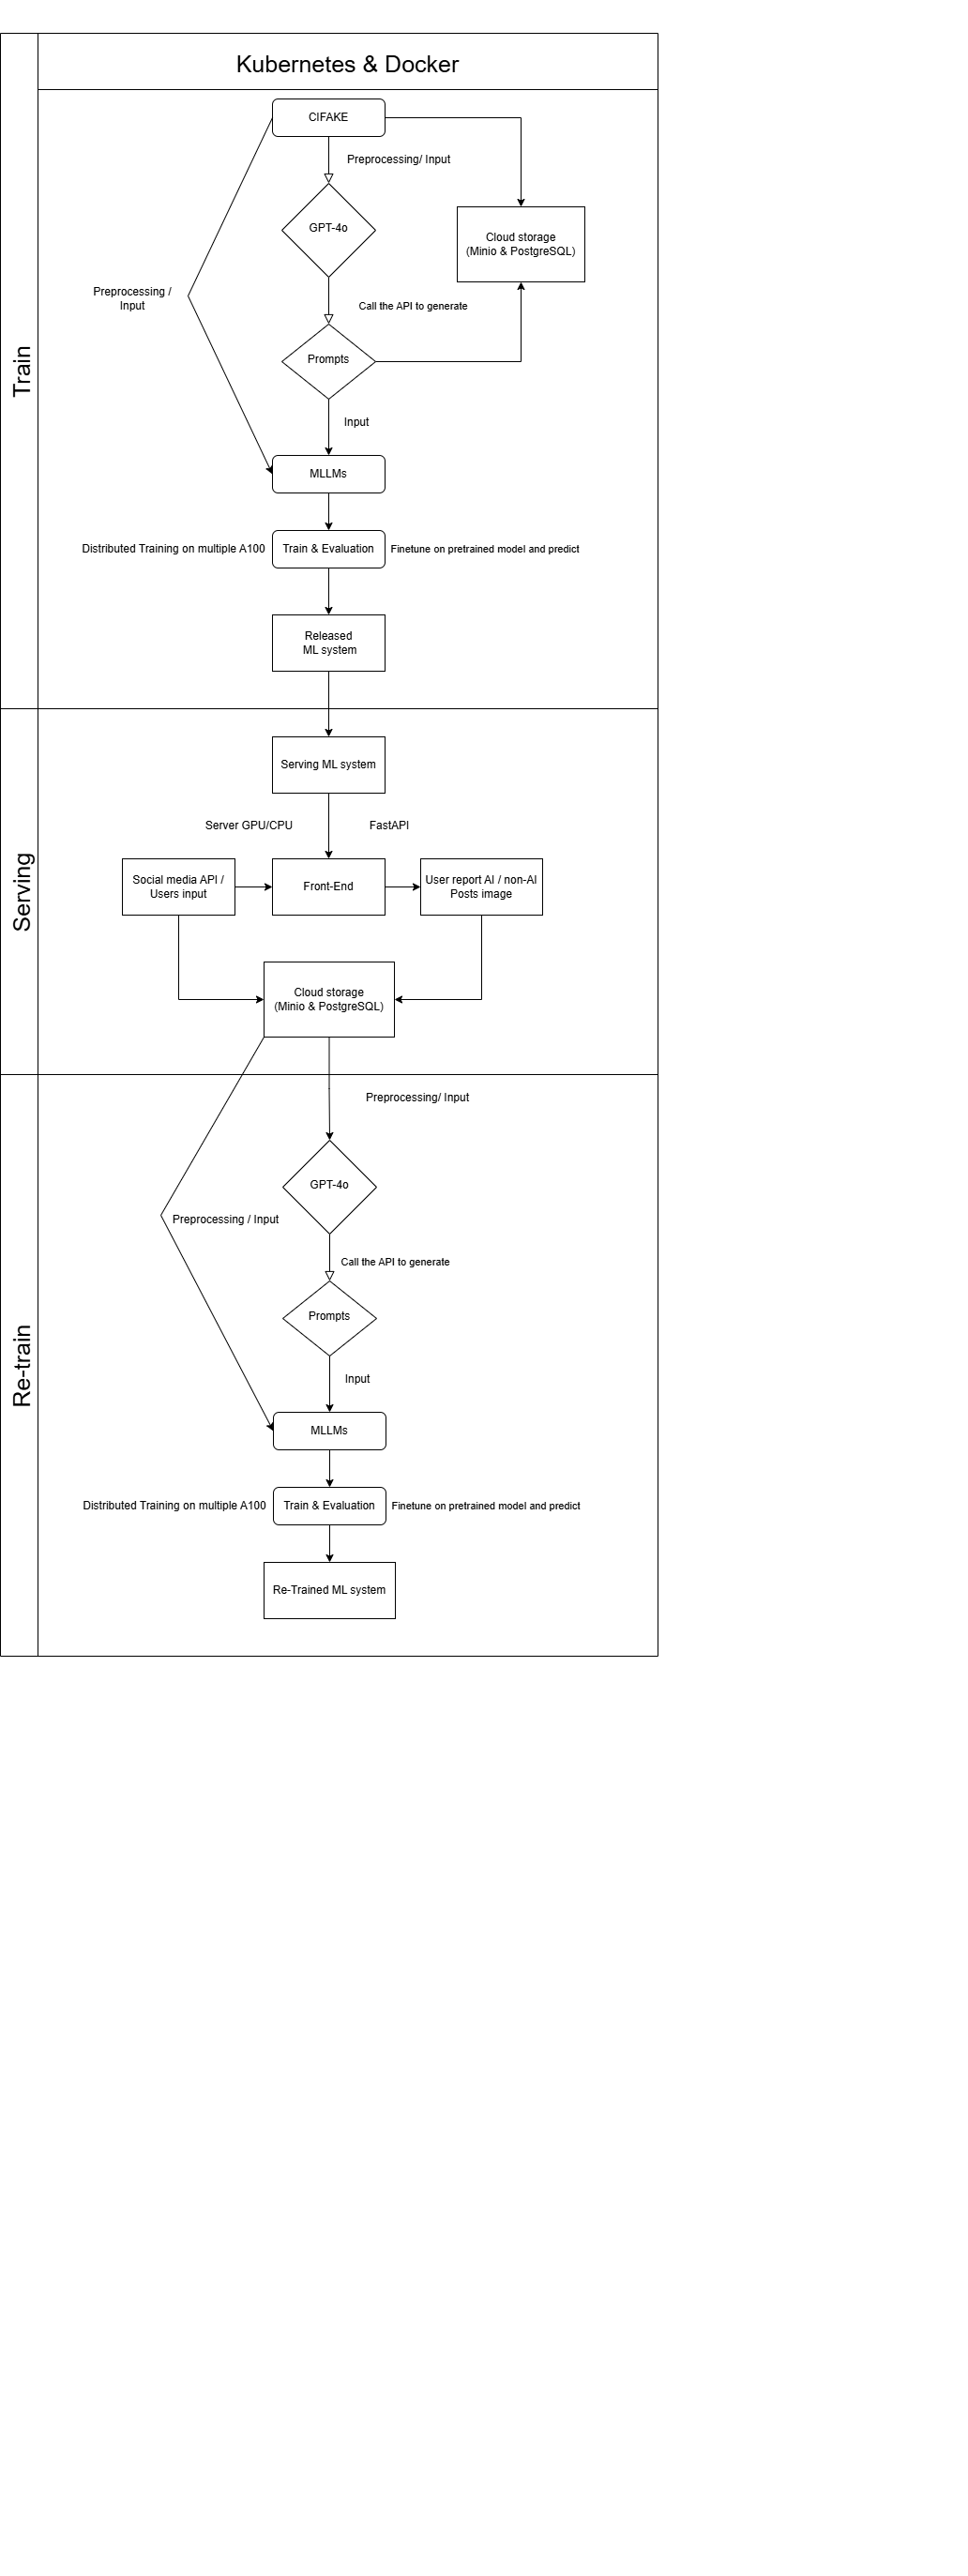 Kubernetes & Docker
Train
CIFAKE
Preprocessing/ Input
GPT-4o
Cloud storage
(Minio & PostgreSQL)
Preprocessing /
Input
Call the API to generate
Prompts
Input
MLLMs
Distributed Training on multiple A100
Train & Evaluation
Finetune on pretrained model and predict
Released
ML system
Serving
Serving ML system
Server GPU/CPU
FastAPI
Social media API /
Users input
Front-End
User report AI / non-AI
Posts image
Cloud storage
(Minio & PostgreSQL)
Re-train
Preprocessing/ Input
GPT-4o
Preprocessing / Input
Call the API to generate
Prompts
Input
MLLMs
Distributed Training on multiple A100
Train & Evaluation
Finetune on pretrained model and predict
Re-Trained ML system